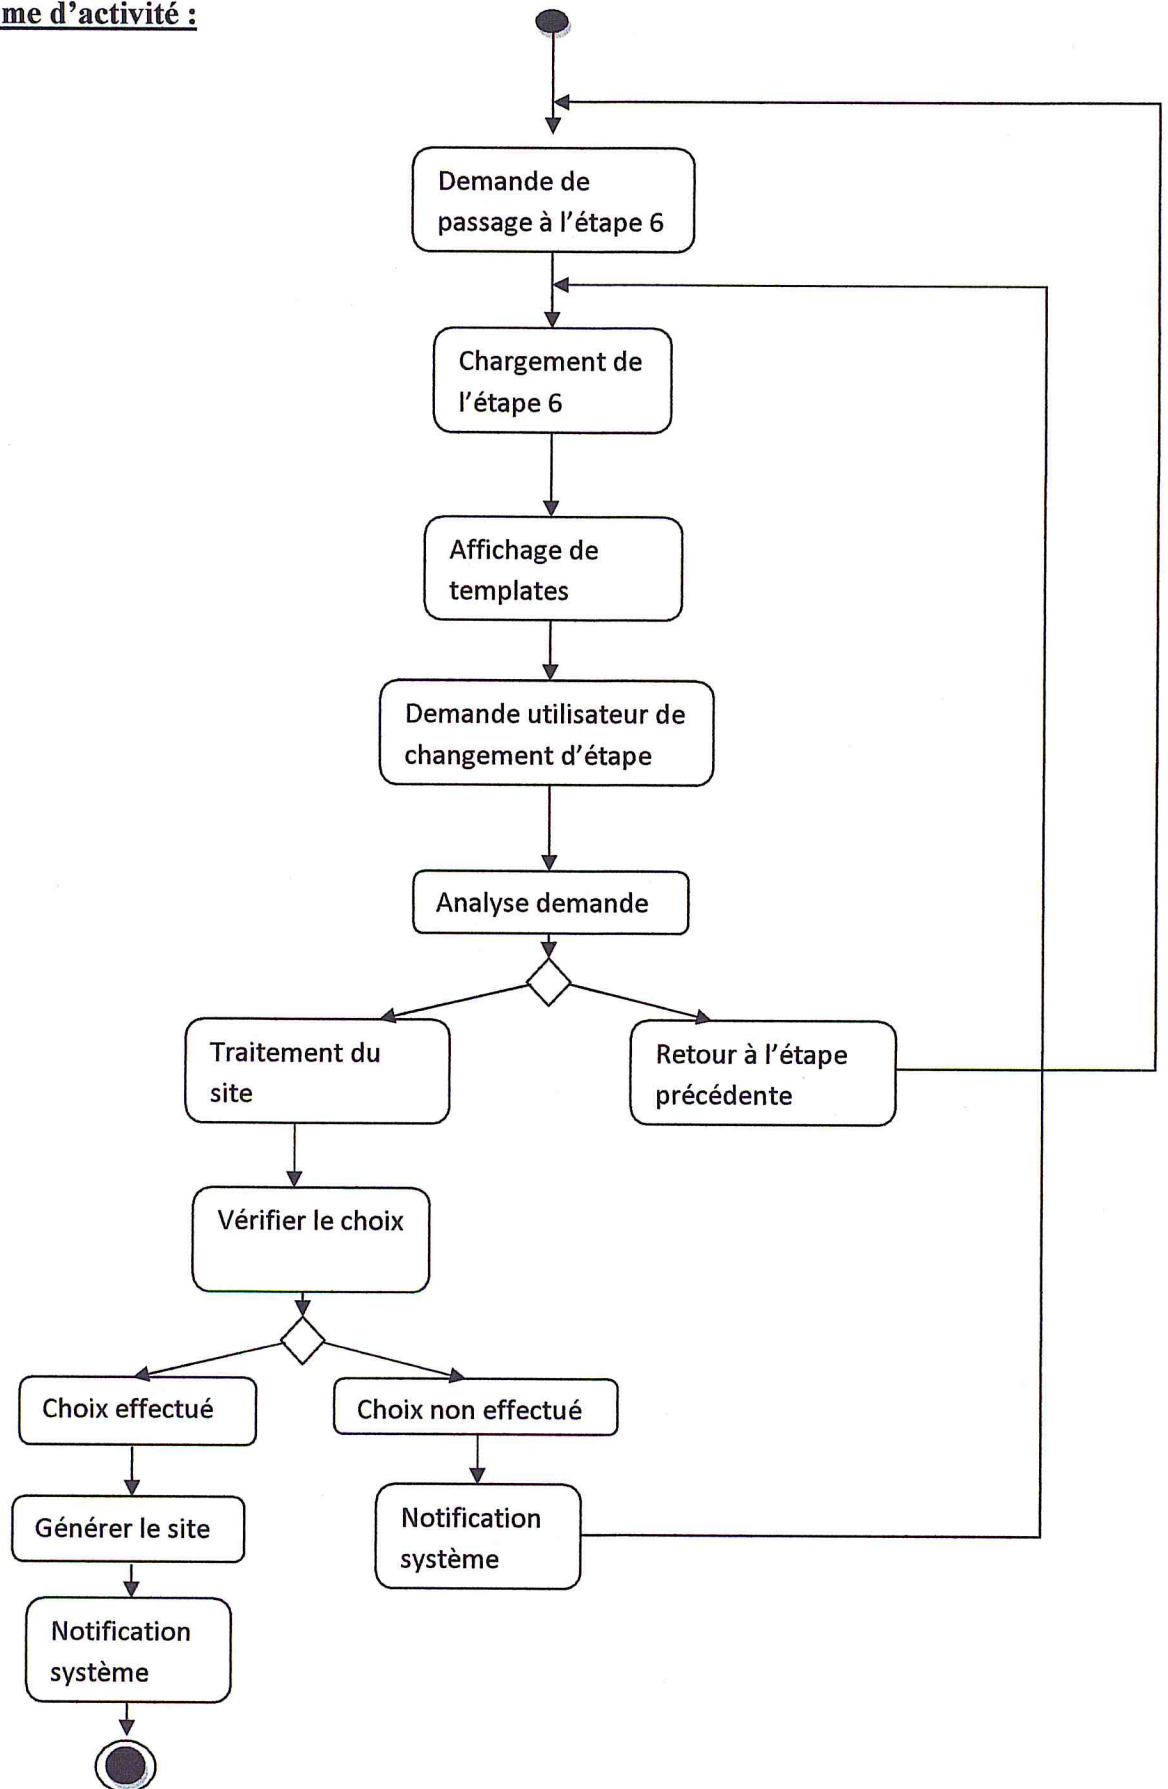 me d'activité :
Demande de
passage à l'étape 6
Chargement de
l'étape 6
Affichage de
templates
Demande utilisateur de
changement d'étape
Analyse demande
Traitement du
site
Retour à l'étape
précédente
Vérifier le choix
Choix effectué
Choix non effectué
Générer le site
Notification
système
Notification
système